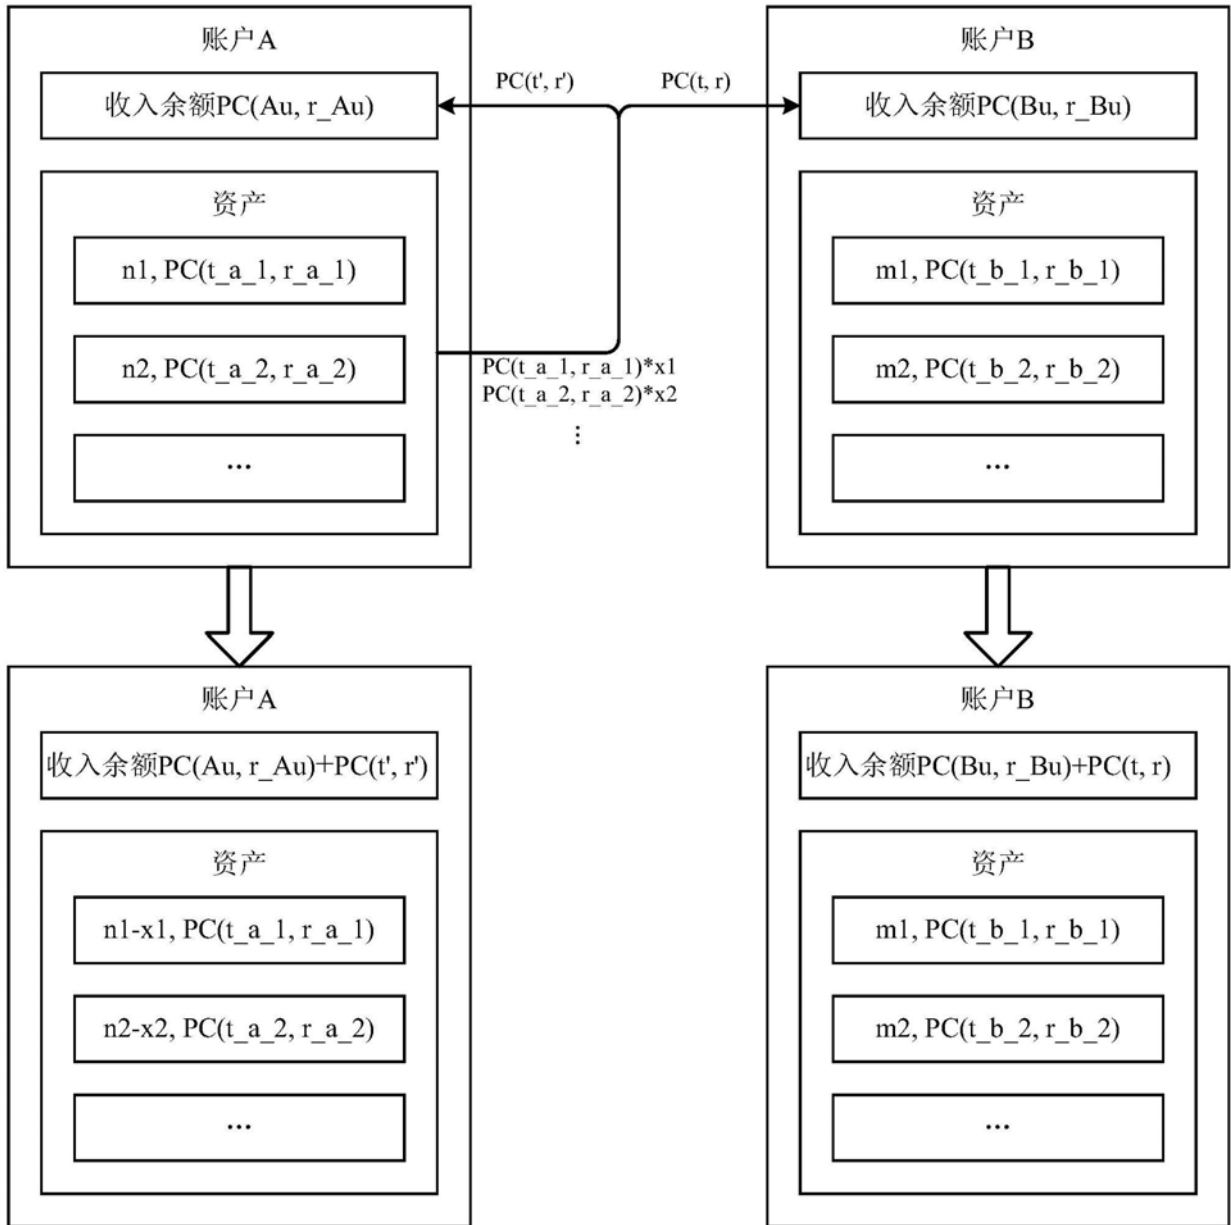 账户A
收入余额PC(Au, r_Au)
资产
n1, PC(t_a_1, r_a_1)
n2, PC(t_a_2, r_a_2)
...
PC(t', r')
PC(t, r)
PC(t_a_1, r_a_1)*x1
PC(t_a_2, r_a_2)*x2
⋮
账户B
收入余额PC(Bu, r_Bu)
资产
m1, PC(t_b_1, r_b_1)
m2, PC(t_b_2, r_b_2)
...
账户A
收入余额PC(Au, r_Au)+PC(t', r')
资产
n1-x1, PC(t_a_1, r_a_1)
n2-x2, PC(t_a_2, r_a_2)
...
账户B
收入余额PC(Bu, r_Bu)+PC(t, r)
资产
m1, PC(t_b_1, r_b_1)
m2, PC(t_b_2, r_b_2)
...